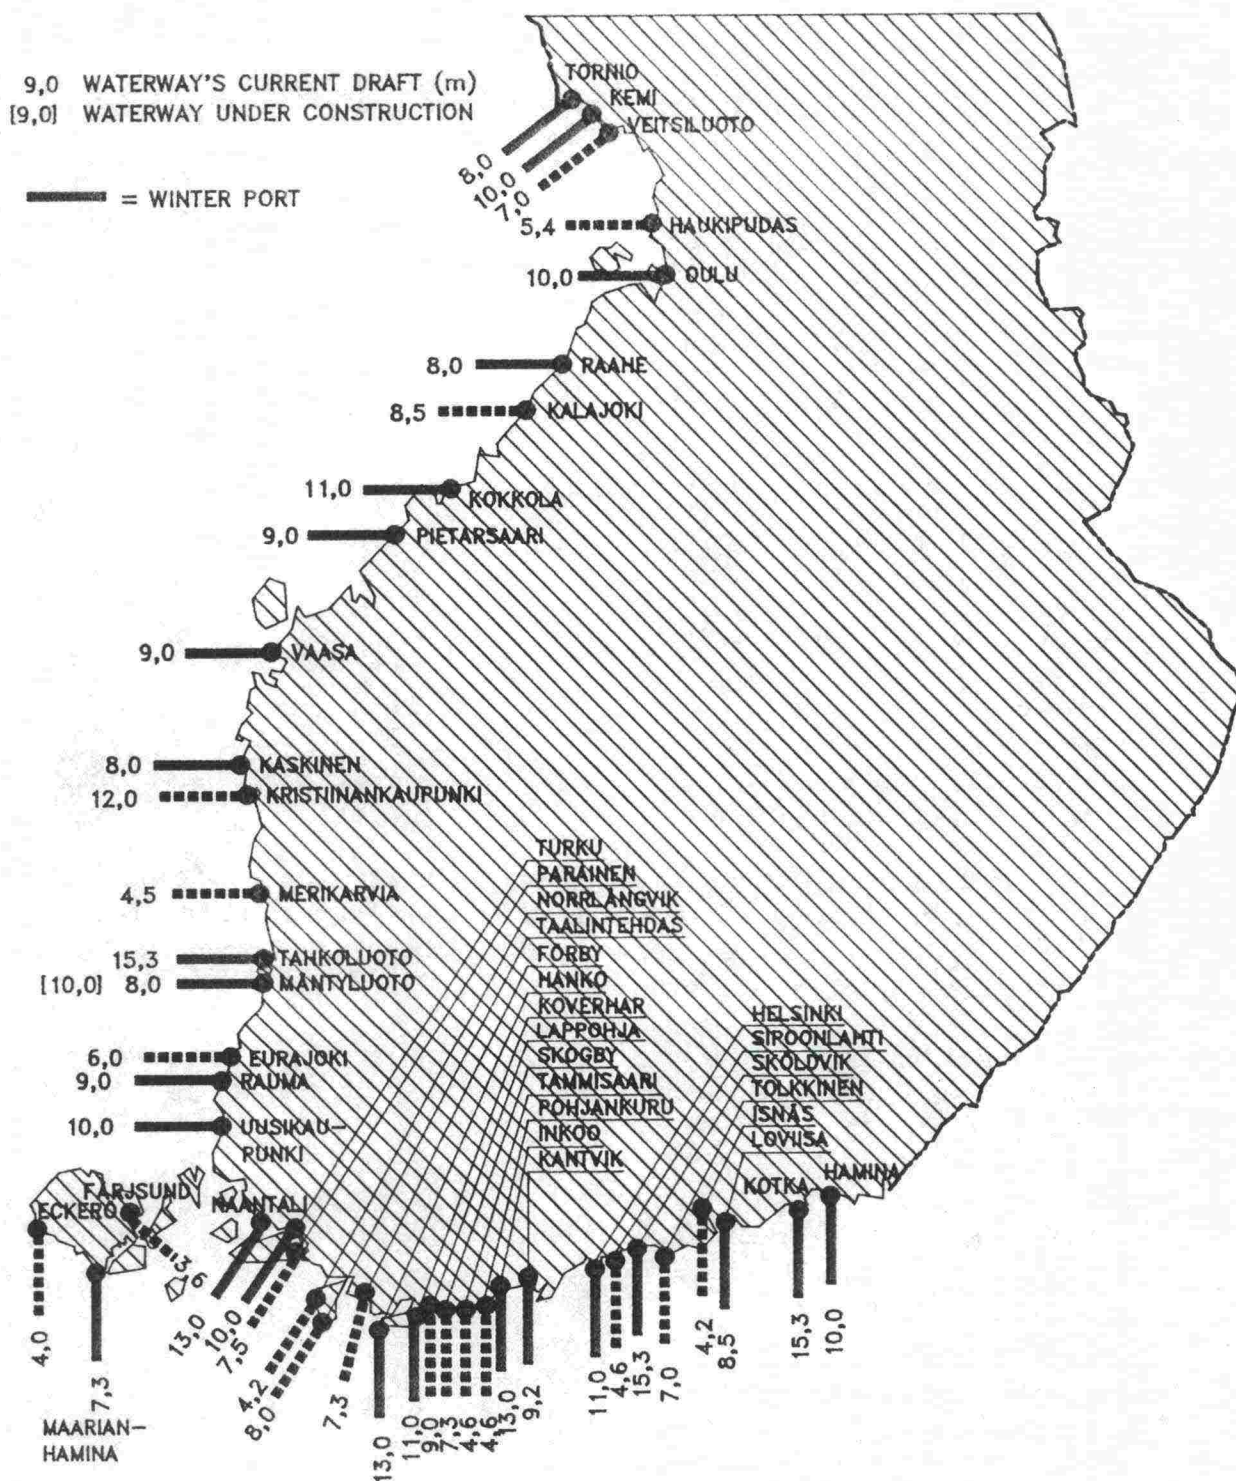 9,0 WATERWAY'S CURRENT DRAFT (m)
[9,0] WATERWAY UNDER CONSTRUCTION
= WINTER PORT
TORNIO
KEMI
VEITSILUOTO
8,0
10,0
7,0
5,4 HAUKIPUDAS
10,0 OULU
8,0 RAAHE
8,5 KALAJOKI
11,0 KOKKOLA
9,0 PIETARSAARI
9,0 VAASA
8,0 KASKINEN
12,0 KRISTIINANKAUPUNKI
4,5 MERIKARVIA
15,3 TAHKOLUOTO
[10,0] 8,0 MÄNTYLUOTO
6,0 EURAJOKI
9,0 RAUMA
10,0 UUSIKAU-
PUNKI
TURKU
PARAINEN
NORRLÅNGVIK
TAALINTEHDAS
FÖRBY
HANKO
KOVERHAR
LAPPOHJA
SKOGBY
TAMMISAARI
POHJANKURU
INKOO
KANTVIK
HELSINKI
SIPOONLAHTI
SKÖLDVIK
TOLKKINEN
ISNÄS
LOVIISA
KOTKA
HAMINA
FÄRJSUND
ECKERÖ
NAANTALI
3,6
4,0
7,3
MAARIAN-
HAMINA
13,0
10,0
7,5
4,2
8,0
7,3
13,0
11,0
9,0
7,3
4,6
4,6
13,0
9,2
11,0
4,6
15,3
7,0
4,2
8,5
15,3
10,0